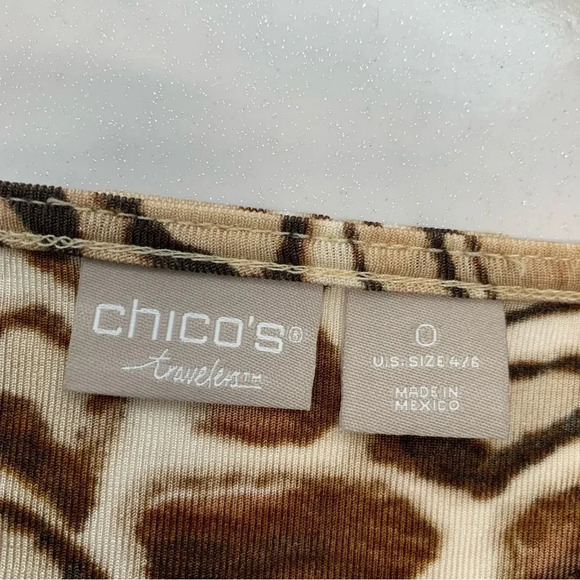 chico's®
travelers™
0
U.S. SIZE 4/6
MADE IN
MEXICO